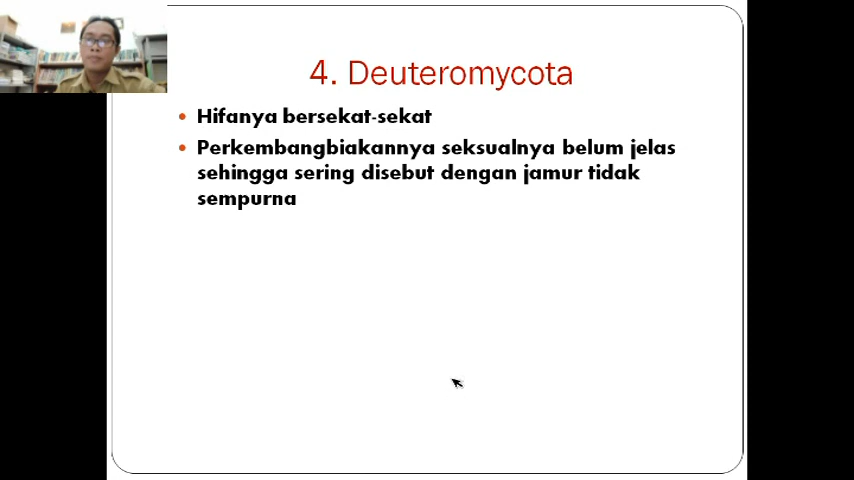 4. Deuteromycota
Hifanya bersekat-sekat
Perkembangbiakannya seksualnya belum jelas
sehingga sering disebut dengan jamur tidak
sempurna